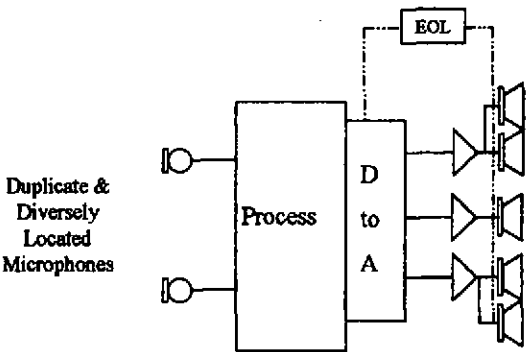 EOL
Duplicate &
Diversely
Located
Microphones
Process
D
to
A